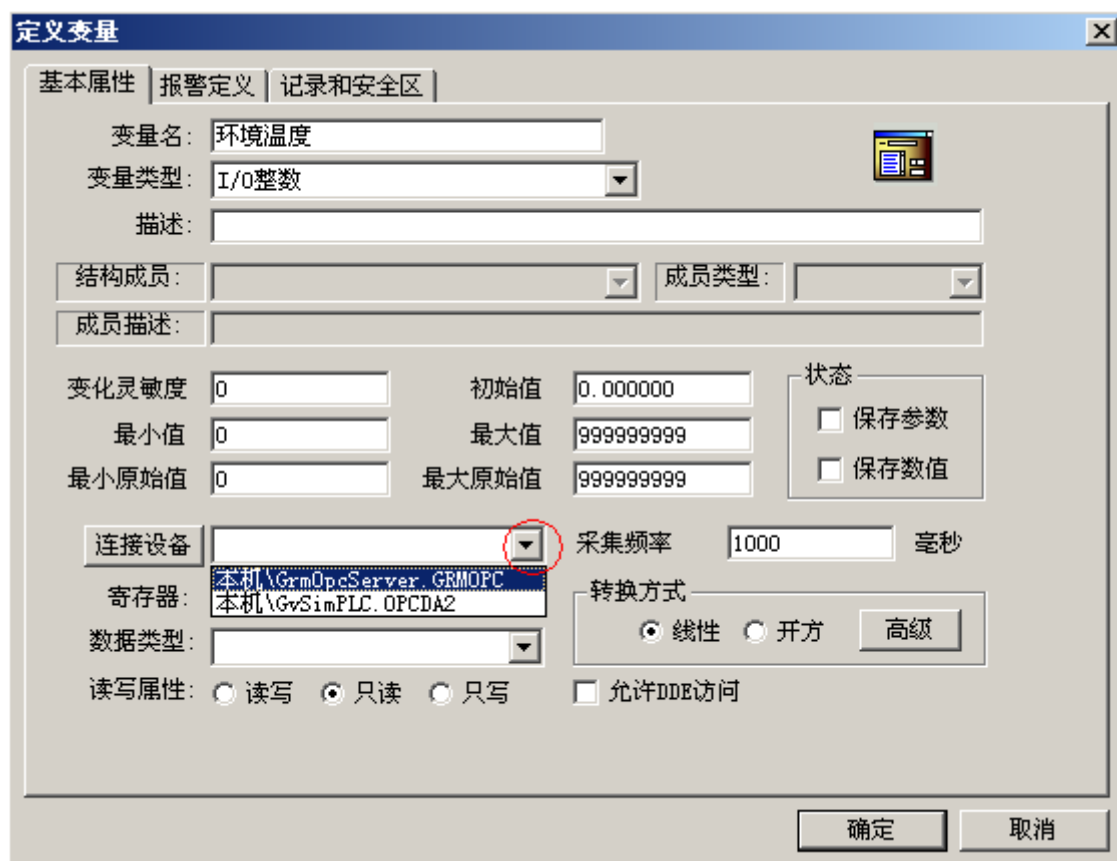 定义变量
基本属性 报警定义 记录和安全区
变量名: 环境温度
变量类型: I/O整数
描述:
结构成员: 成员类型:
成员描述:
变化灵敏度 0 初始值 0.000000 状态
最小值 0 最大值 999999999 保存参数
最小原始值 0 最大原始值 999999999 保存数值
连接设备 采集频率 1000 毫秒
本机\GrmOpcServer.GRMOPC
寄存器: 本机\GvSimPLC.OPCDA2 转换方式
数据类型: 线性 开方 高级
读写属性: 读写 只读 只写 允许DDE访问
确定 取消